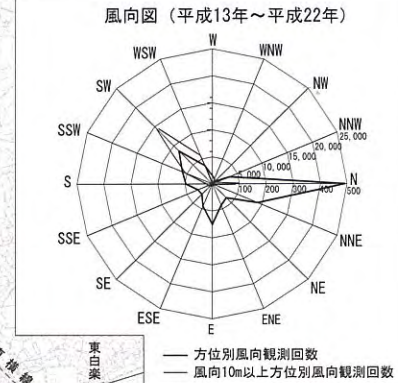 風向図（平成13年～平成22年）
W
WSW
WNW
SW
NW
SSW
NNW
25,000
20,000
15,000
10,000
5,000
S
N
100 200 300 400 500
SSE
NNE
SE
NE
ESE
ENE
E
東白楽
横線
方位別風向観測回数
風向10m以上方位別風向観測回数